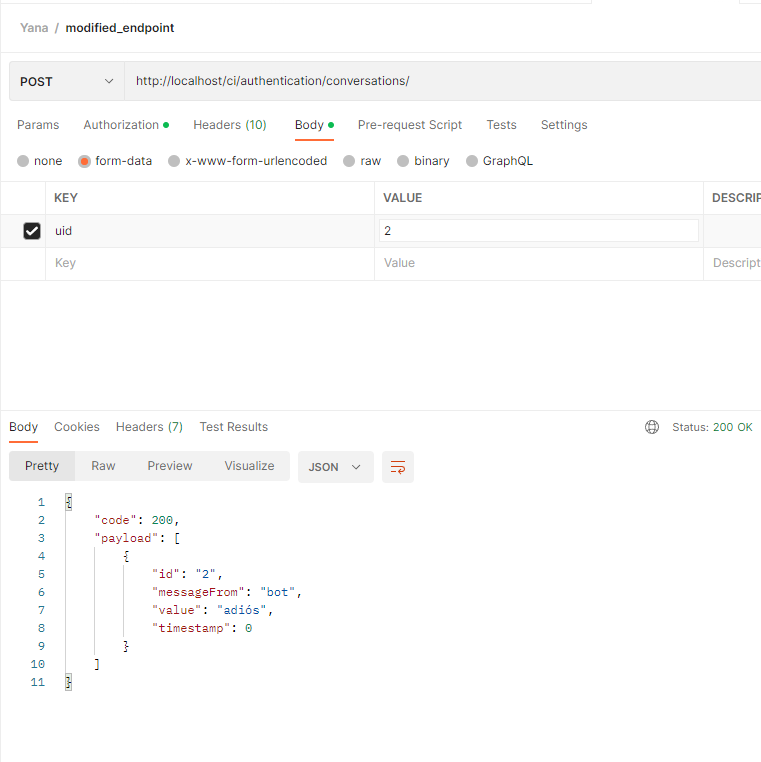 Yana / modified_endpoint
POST http://localhost/ci/authentication/conversations/
Params Authorization Headers (10) Body Pre-request Script Tests Settings
none form-data x-www-form-urlencoded raw binary GraphQL
KEY VALUE DESCRIP
uid 2
Key Value Descript
Body Cookies Headers (7) Test Results Status: 200 OK
Pretty Raw Preview Visualize JSON
1 {
2 "code": 200,
3 "payload": [
4 {
5 "id": "2",
6 "messageFrom": "bot",
7 "value": "adiós",
8 "timestamp": 0
9 }
10 ]
11 }